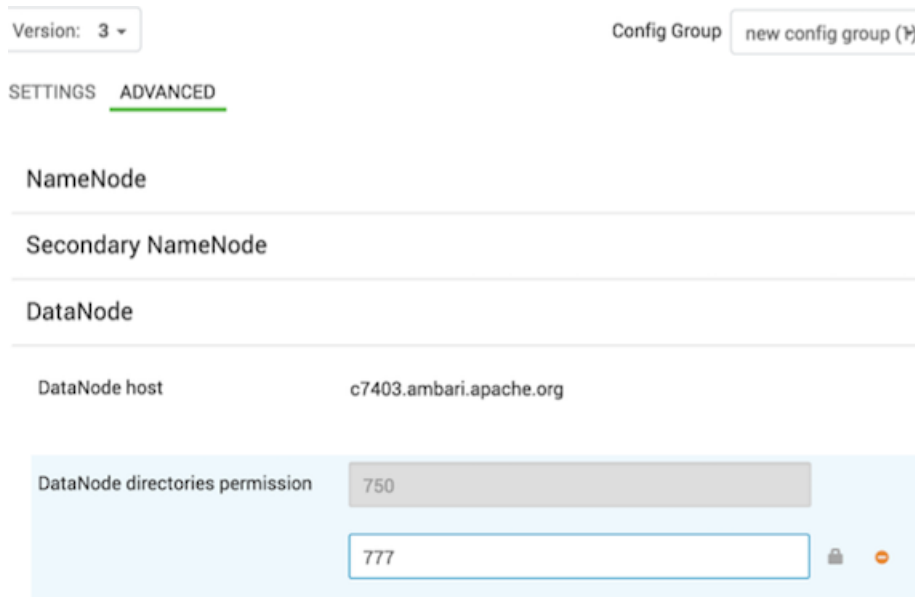 Version: 3
Config Group new config group (
SETTINGS ADVANCED
NameNode
Secondary NameNode
DataNode
DataNode host c7403.ambari.apache.org
DataNode directories permission 750
777